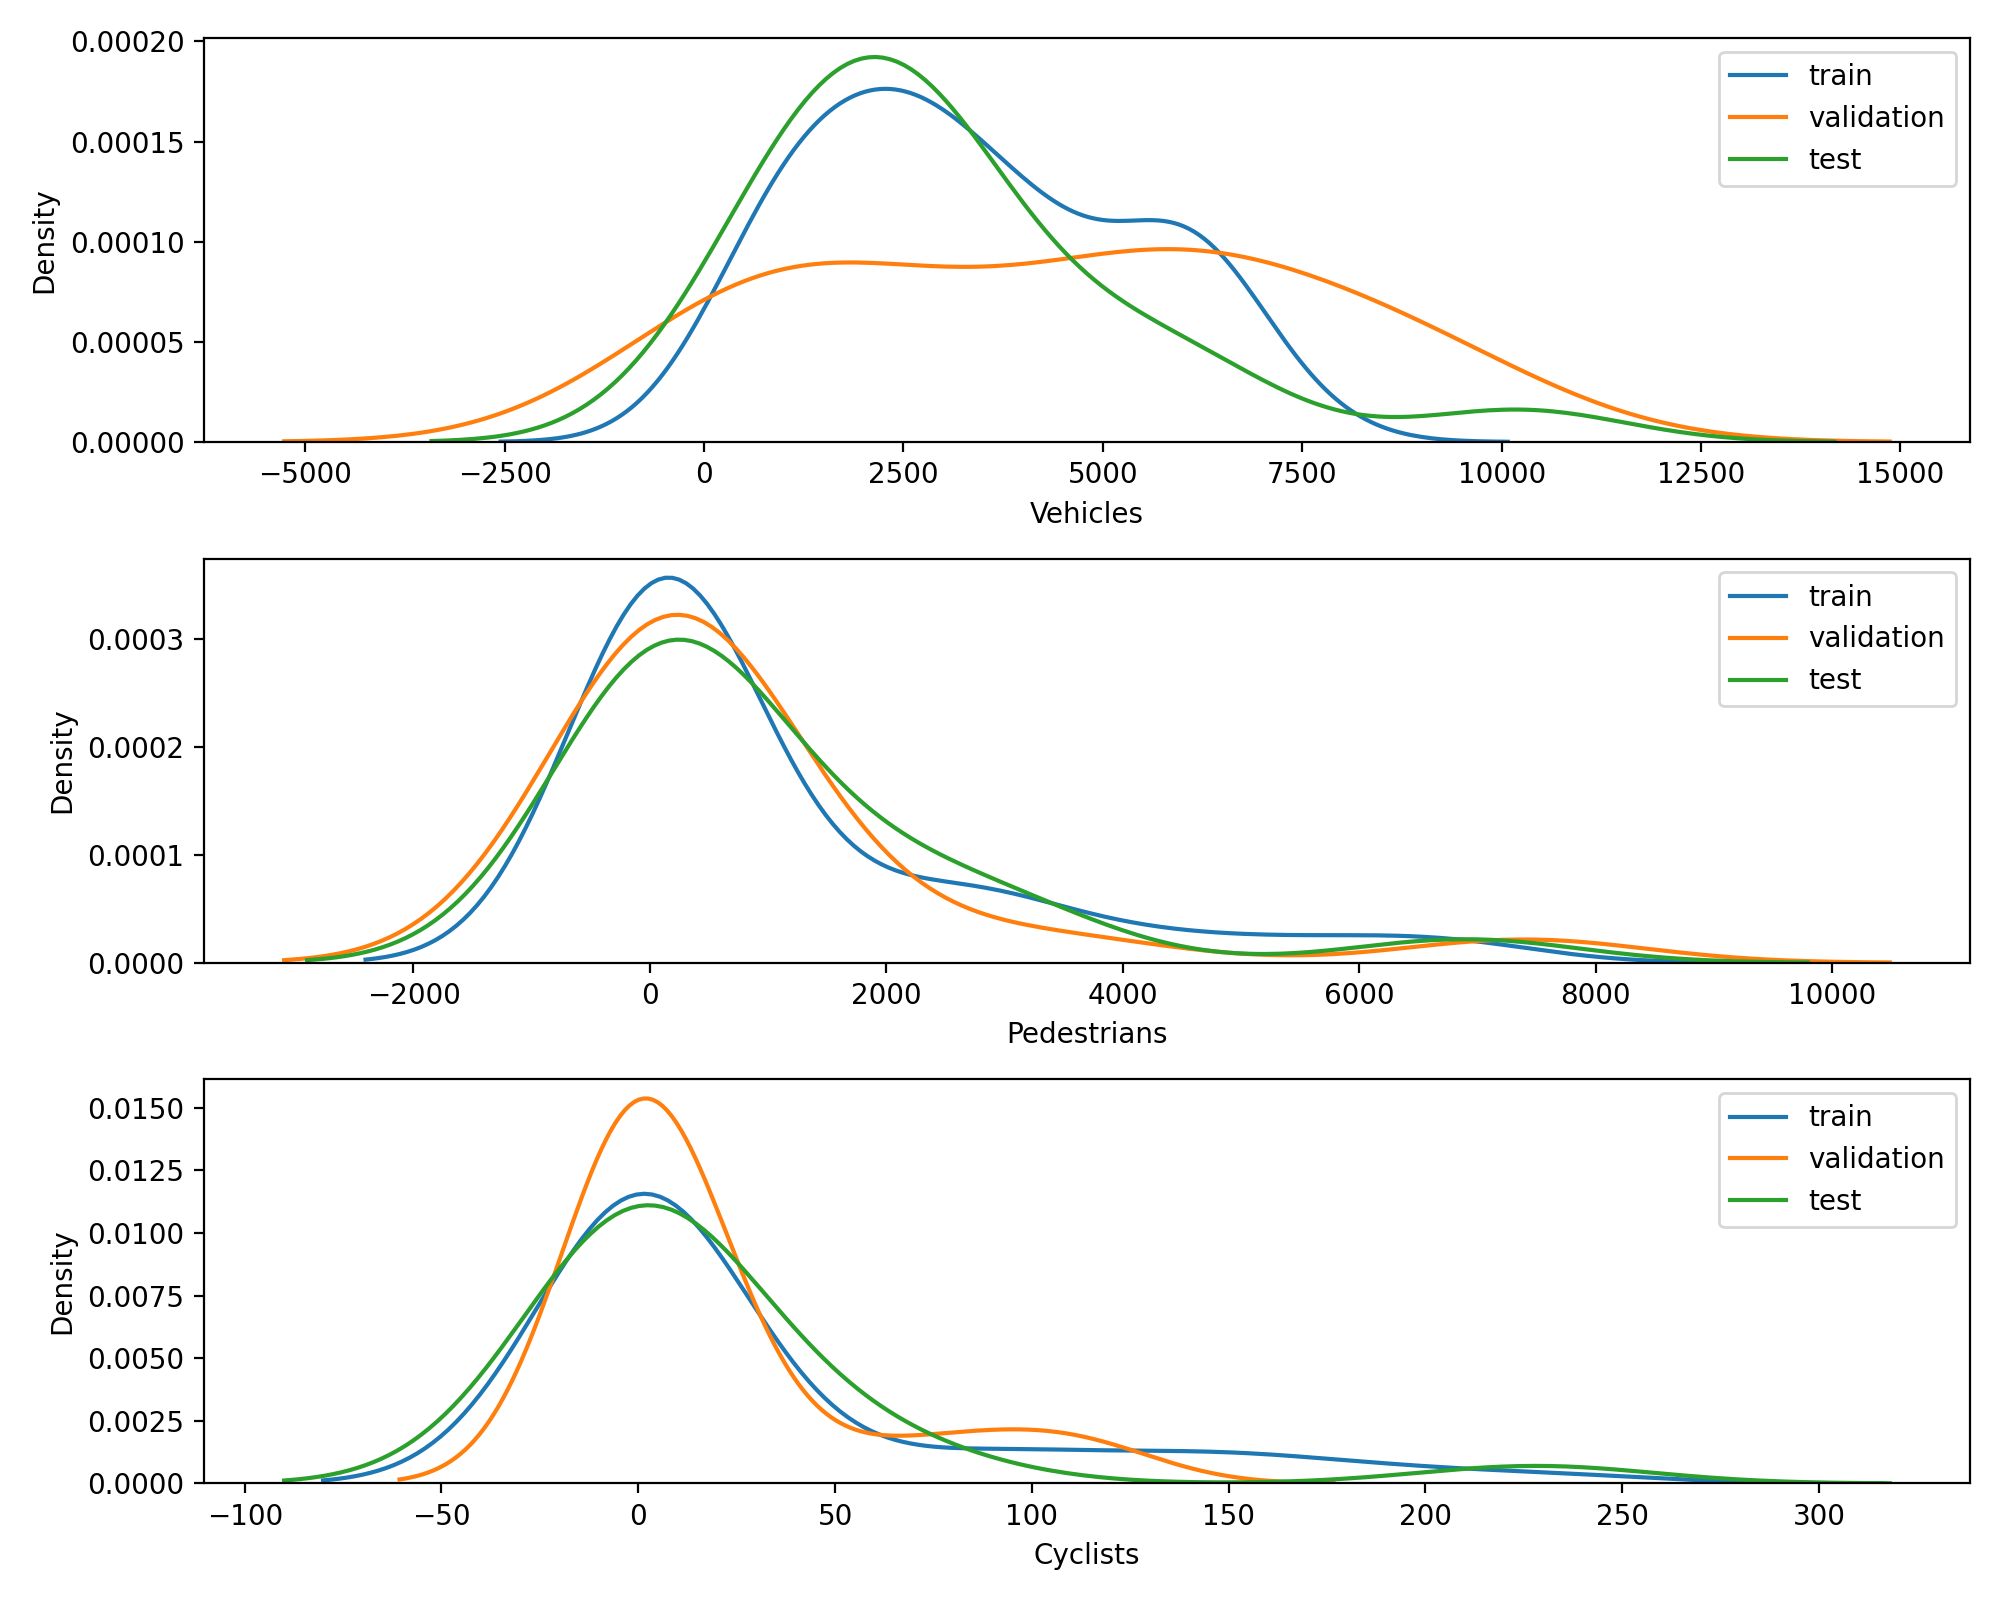 0.00020
0.00015
0.00010
0.00005
0.00000
Density
train
validation
test
−5000 −2500 0 2500 5000 7500 10000 12500 15000
Vehicles
0.0003
0.0002
0.0001
0.0000
Density
train
validation
test
−2000 0 2000 4000 6000 8000 10000
Pedestrians
0.0150
0.0125
0.0100
0.0075
0.0050
0.0025
0.0000
Density
train
validation
test
−100 −50 0 50 100 150 200 250 300
Cyclists